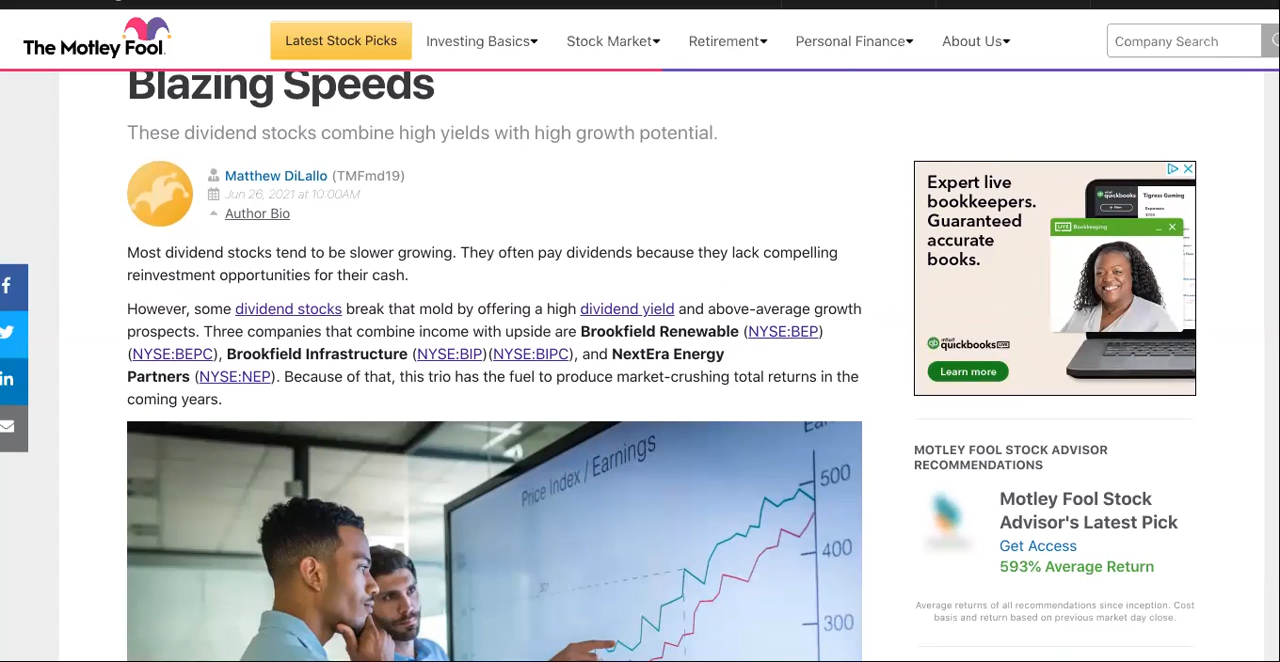 The Motley Fool.
Latest Stock Picks
Investing Basics
Stock Market
Retirement
Personal Finance
About Us
Company Search
Blazing Speeds
These dividend stocks combine high yields with high growth potential.
Matthew DiLallo (TMFmd19)
Jun 26, 2021 at 10:00AM
Author Bio
Most dividend stocks tend to be slower growing. They often pay dividends because they lack compelling
reinvestment opportunities for their cash.
However, some dividend stocks break that mold by offering a high dividend yield and above-average growth
prospects. Three companies that combine income with upside are Brookfield Renewable (NYSE:BEP)
(NYSE:BEPC), Brookfield Infrastructure (NYSE:BIP)(NYSE:BIPC), and NextEra Energy
Partners (NYSE:NEP). Because of that, this trio has the fuel to produce market-crushing total returns in the
coming years.
Price Index / Earnings
500
400
300
Expert live
bookkeepers.
Guaranteed
accurate
books.
quickbooks
Tigress Gaming
LIVE Bookkeeping
intuit
quickbooks LIVE
Learn more
MOTLEY FOOL STOCK ADVISOR
RECOMMENDATIONS
Motley Fool Stock
Advisor's Latest Pick
Get Access
593% Average Return
Average returns of all recommendations since inception. Cost
basis and return based on previous market day close.